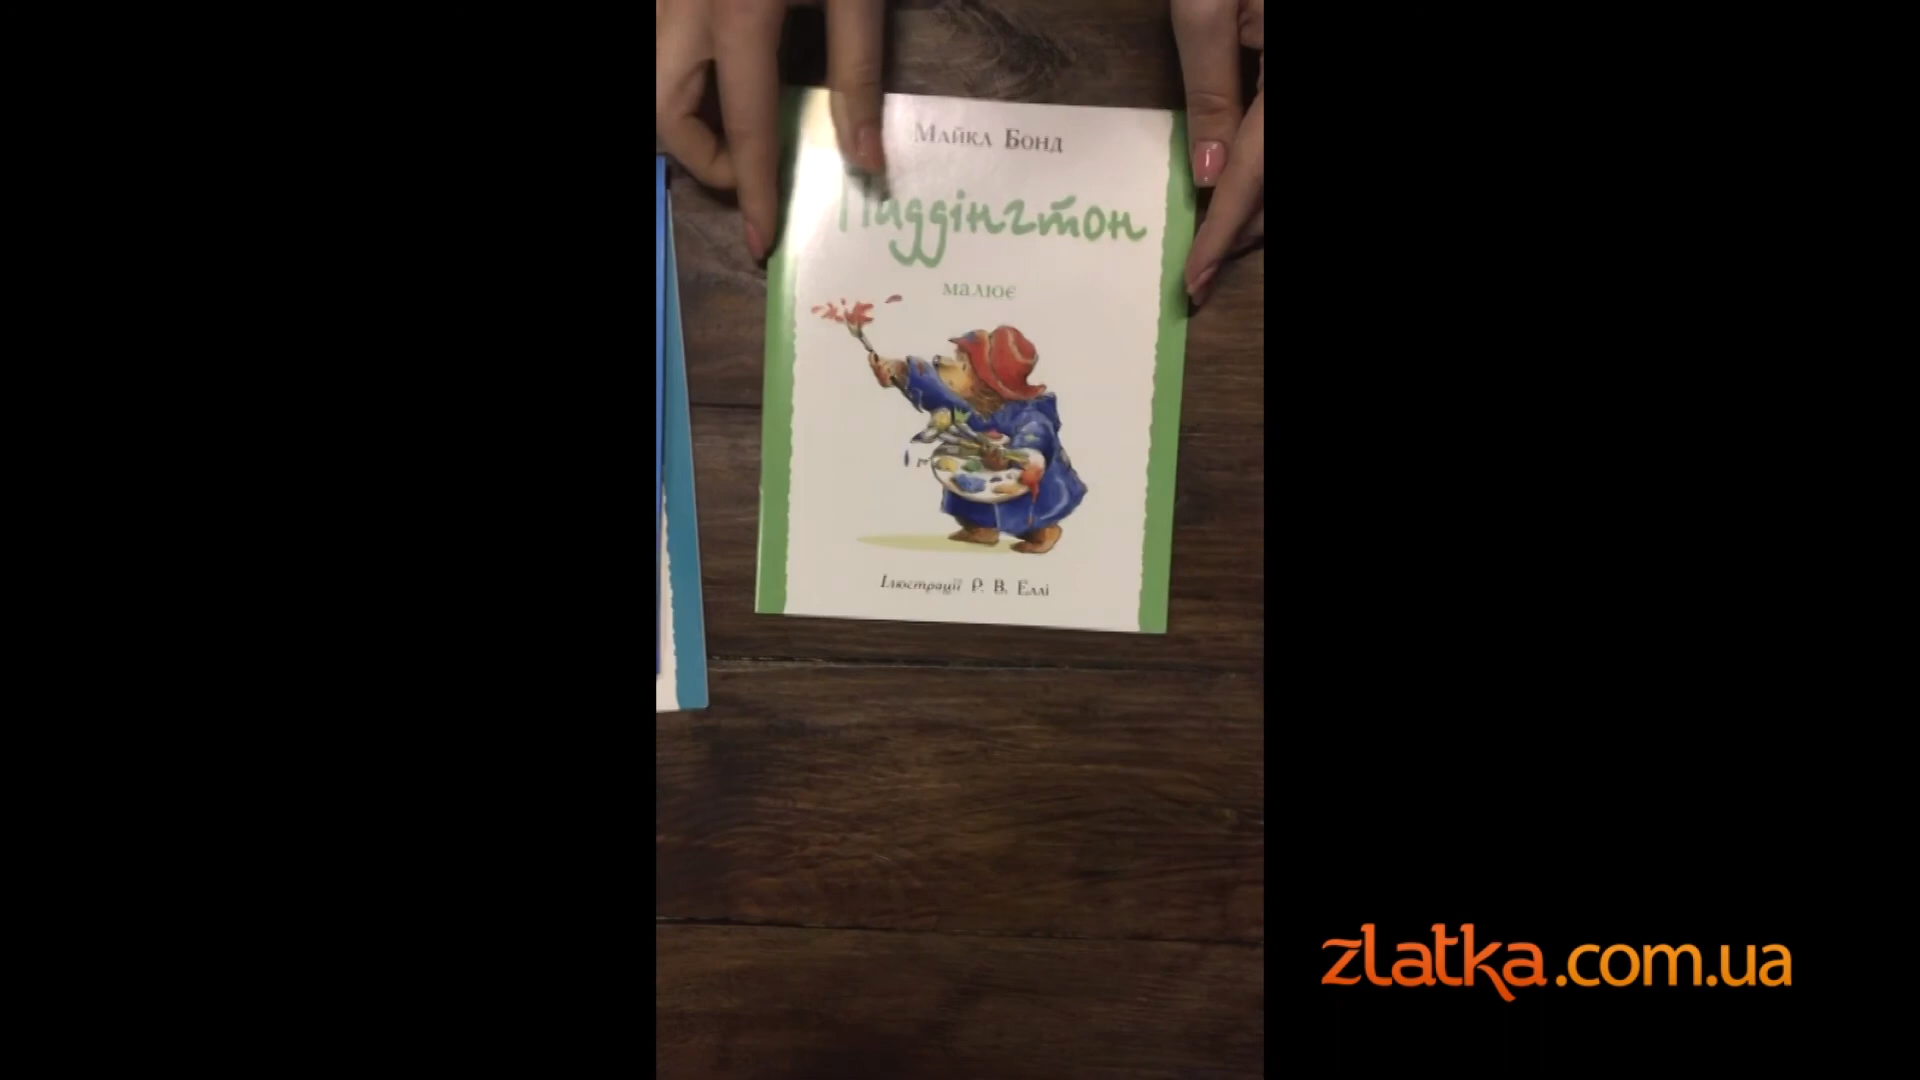 Майкл Бонд
Паддінгтон
малює
Ілюстрації Р. В. Еллі
zlatka.com.ua